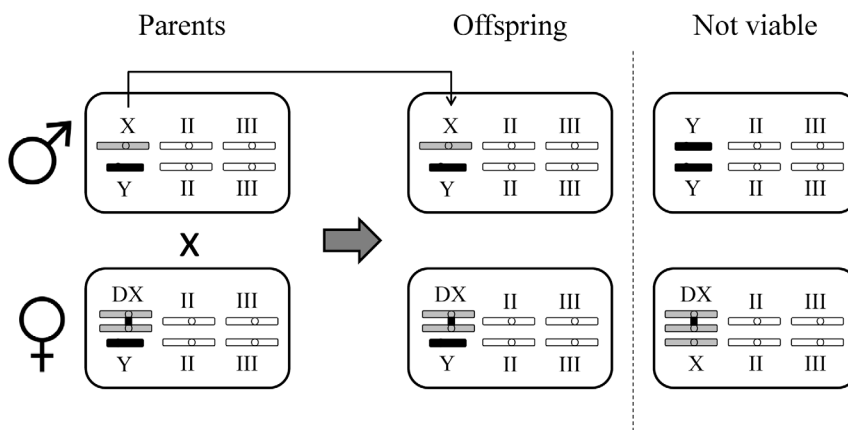 Parents Offspring Not viable
X II III X II III Y II III
Y II III Y II III Y II III
X
DX II III DX II III DX II III
Y II III Y II III X II III